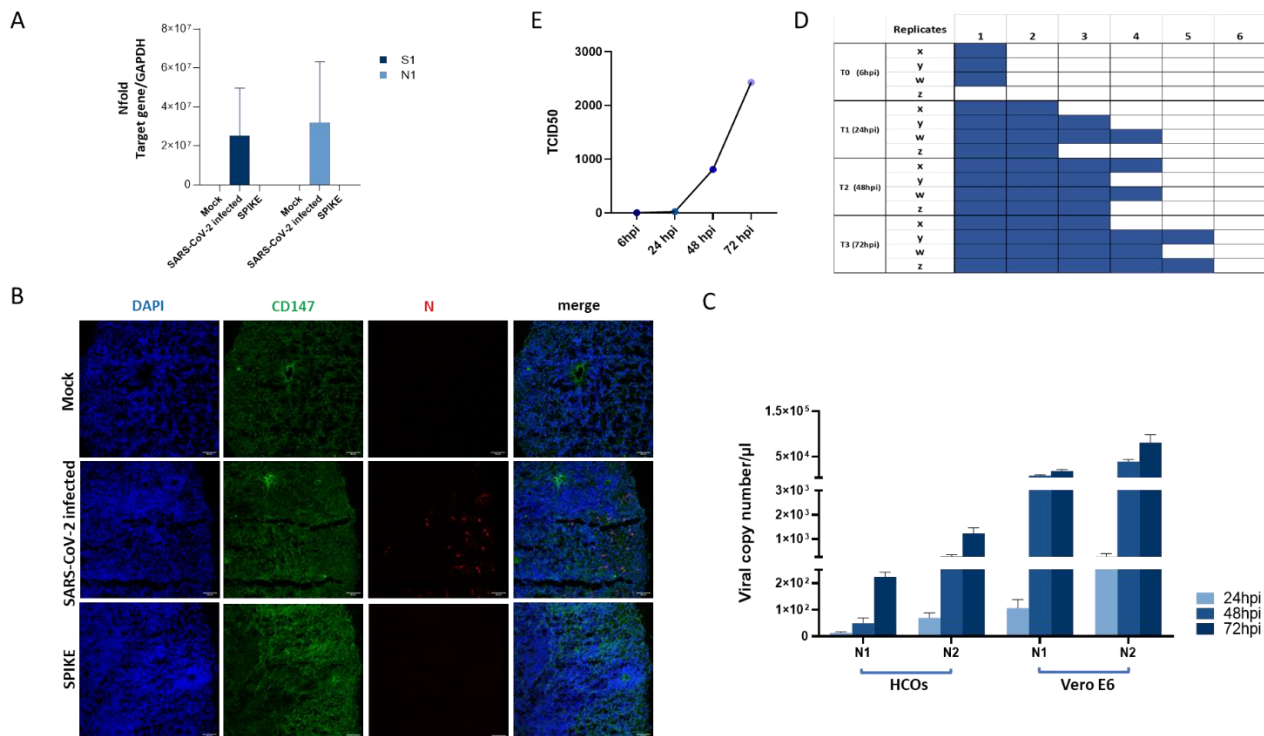 A
Nfold
Target gene/GAPDH
8×10⁷
6×10⁷
4×10⁷
2×10⁷
0
Mock
SARS-CoV-2 infected
SPIKE
Mock
SARS-CoV-2 infected
SPIKE
S1
N1
E
TCID50
3000
2000
1000
0
6hpi
24 hpi
48 hpi
72 hpi
D
Replicates 1 2 3 4 5 6
T0 (6hpi)
x
y
w
z
T1 (24hpi)
x
y
w
z
T2 (48hpi)
x
y
w
z
T3 (72hpi)
x
y
w
z
B
DAPI CD147 N merge
Mock
SARS-CoV-2 infected
SPIKE
C
Viral copy number/µl
1.5×10⁵
5×10⁴
3×10³
2×10³
1×10³
2×10²
1×10²
0
N1 N2 N1 N2
HCOs Vero E6
24hpi
48hpi
72hpi